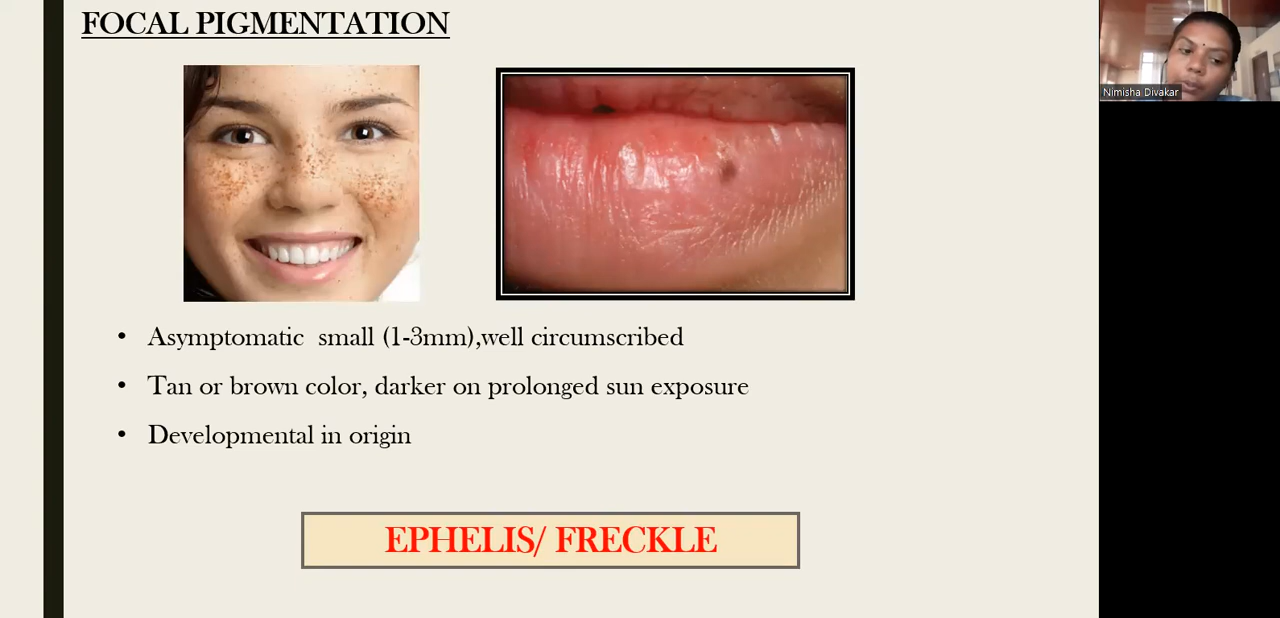 FOCAL PIGMENTATION
Nimisha Divakar
• Asymptomatic  small (1-3mm),well circumscribed
• Tan or brown color, darker on prolonged sun exposure
• Developmental in origin
EPHELIS/ FRECKLE